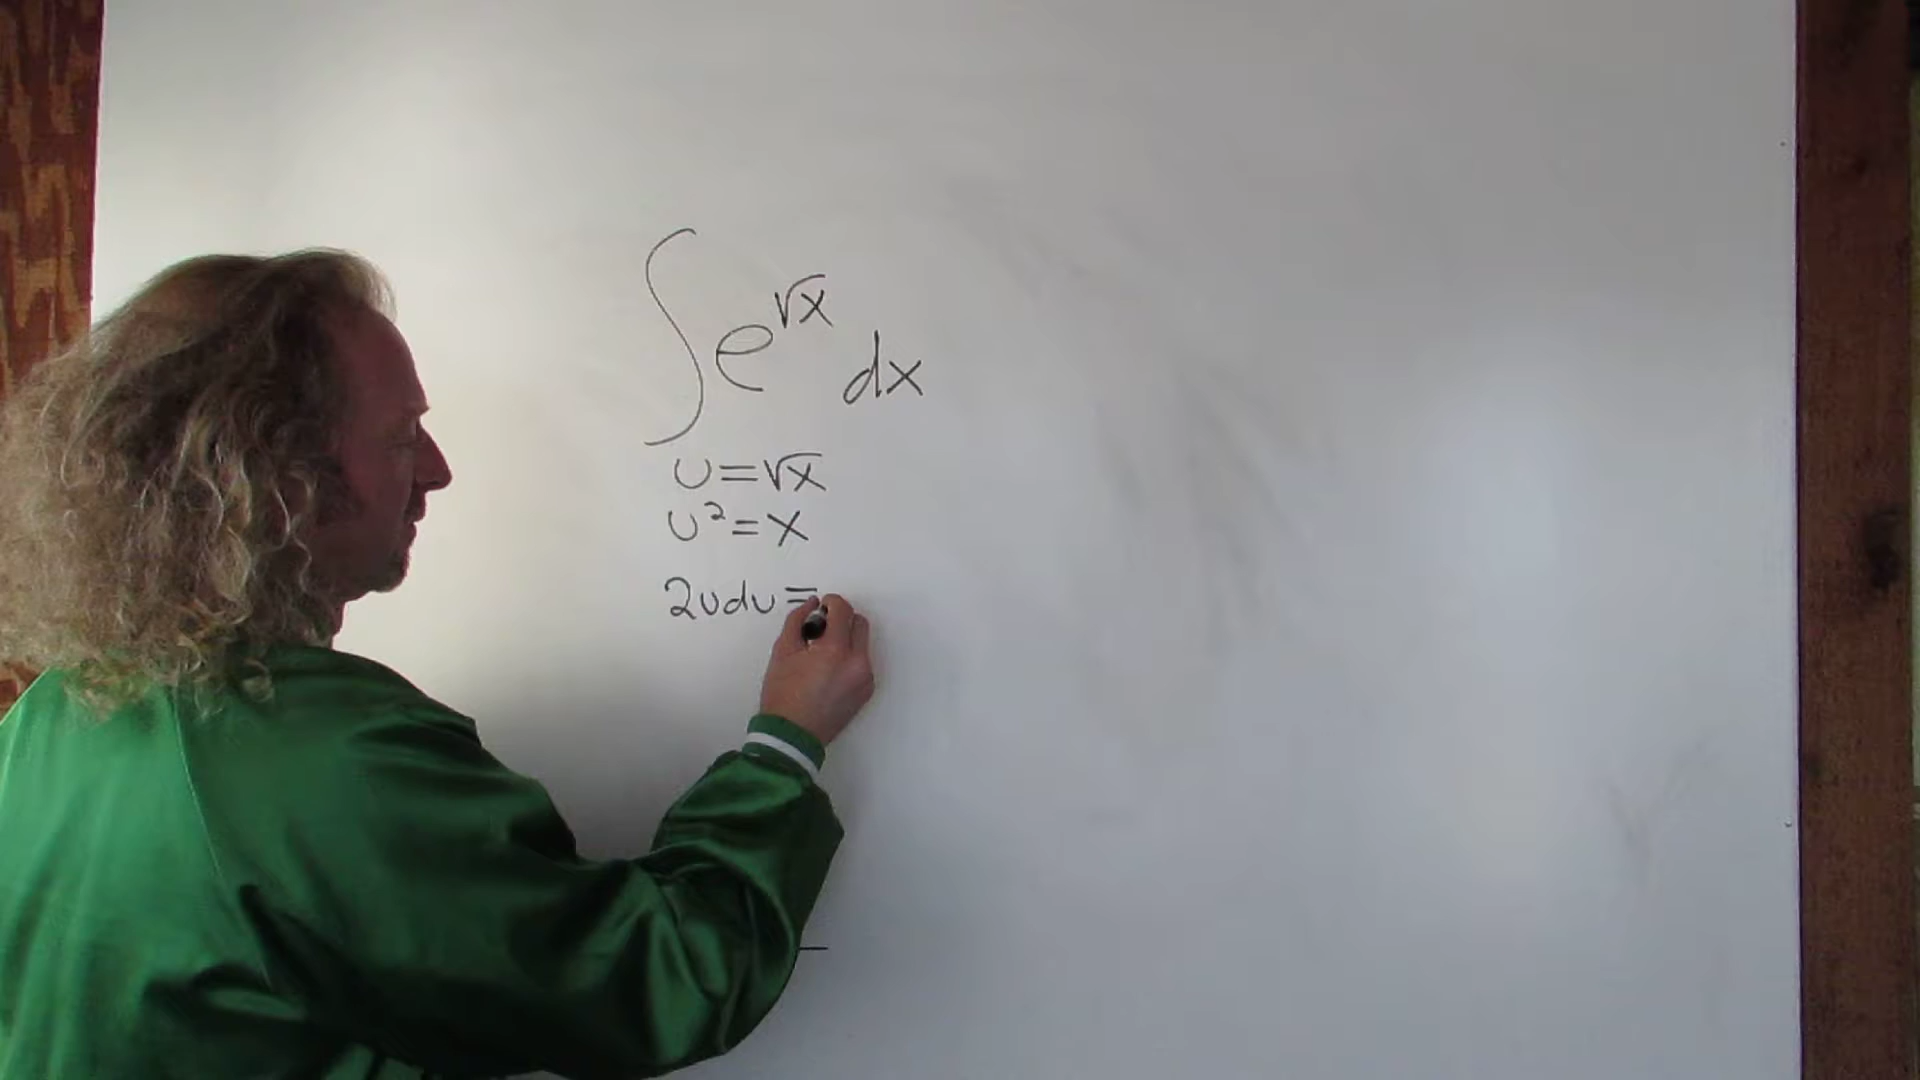 ∫e^√x dx
u=√x
u²=x
2udu=